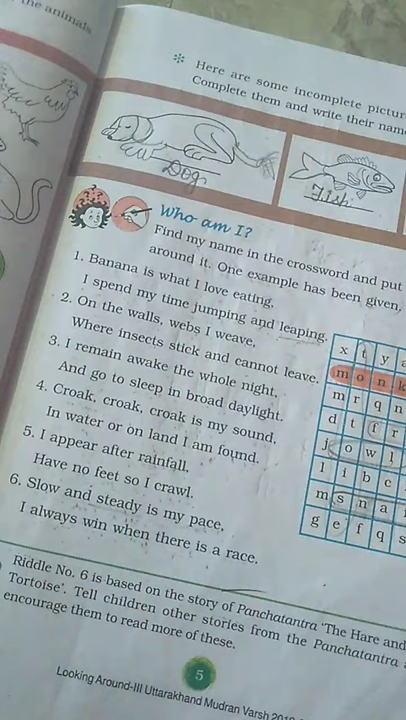 the animals
* Here are some incomplete
Complete them and write their
Dog
Fish
Who am I?
Find my name in the crossword and put
around it. One example has been given.
1. Banana is what I love eating,
I spend my time jumping and leaping.
2. On the walls, webs I weave,
Where insects stick and cannot leave.
3. I remain awake the whole night,
And go to sleep in broad daylight.
4. Croak, croak, croak is my sound,
In water or on land I am found.
5. I appear after rainfall,
Have no feet so I crawl.
6. Slow and steady is my pace,
I always win when there is a race.
x t y a
m o n k
m r q n
d t f r
j o w l
l i b c
m s n a
g e f q s
Riddle No. 6 is based on the story of Panchatantra 'The Hare and
Tortoise'. Tell children other stories from the Panchatantra
encourage them to read more of these.
5
Looking Around-III Uttarakhand Mudran Varsh